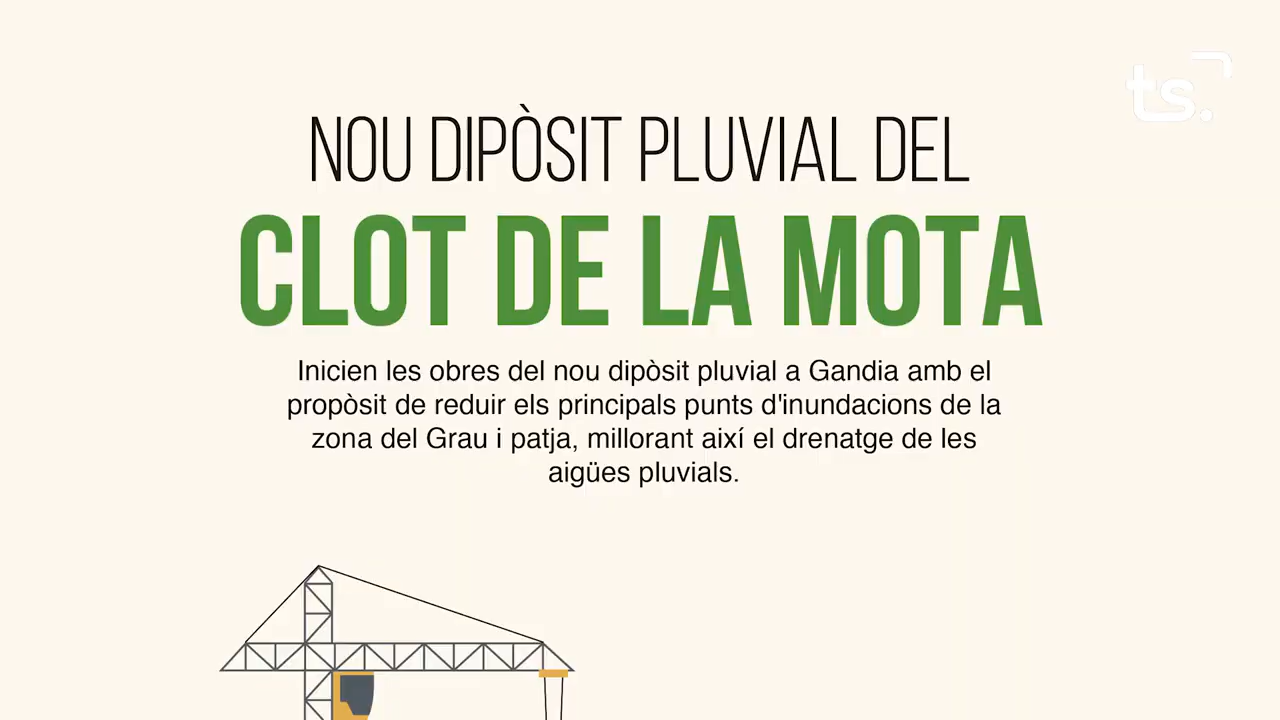 ts.
NOU DIPÒSIT PLUVIAL DEL
CLOT DE LA MOTA
Inicien les obres del nou dipòsit pluvial a Gandia amb el
propòsit de reduir els principals punts d'inundacions de la
zona del Grau i patja, millorant així el drenatge de les
aigües pluvials.